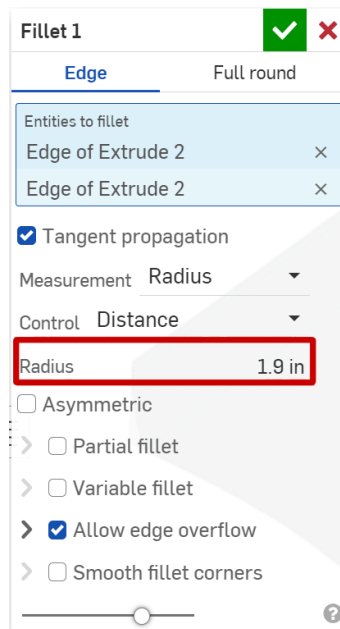 Fillet 1
Edge Full round
Entities to fillet
Edge of Extrude 2
Edge of Extrude 2
Tangent propagation
Measurement Radius
Control Distance
Radius 1.9 in
Asymmetric
Partial fillet
Variable fillet
Allow edge overflow
Smooth fillet corners
?